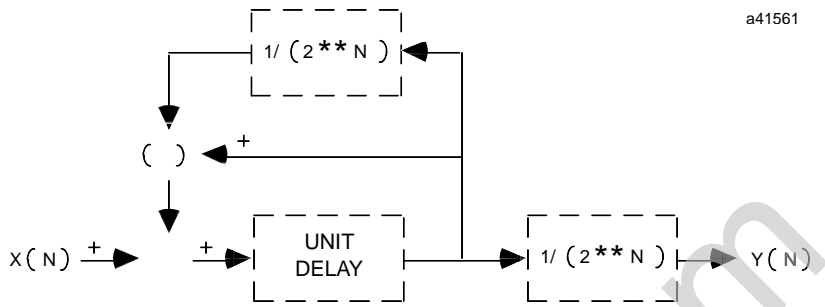 a41561
1/ ( 2 ** N )
( )
+
X( N) +
+
UNIT
DELAY
1/ ( 2 ** N )
Y( N)
m